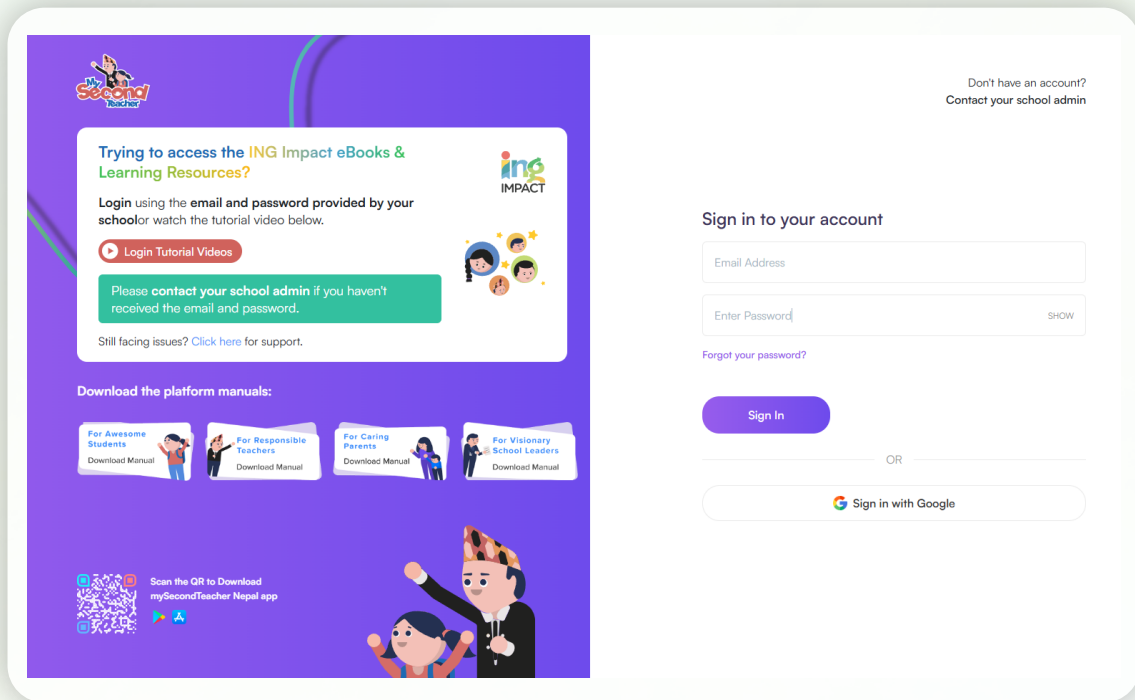 My
Second
Teacher
Trying to access the ING Impact eBooks &
Learning Resources?
Login using the email and password provided by your
schoolor watch the tutorial video below.
Login Tutorial Videos
Please contact your school admin if you haven't
received the email and password.
Still facing issues? Click here for support.
ing
IMPACT
Download the platform manuals:
For Awesome
Students
Download Manual
For Responsible
Teachers
Download Manual
For Caring
Parents
Download Manual
For Visionary
School Leaders
Download Manual
Scan the QR to Download
mySecondTeacher Nepal app
Don't have an account?
Contact your school admin
Sign in to your account
Email Address
Enter Password
SHOW
Forgot your password?
Sign In
OR
Sign in with Google